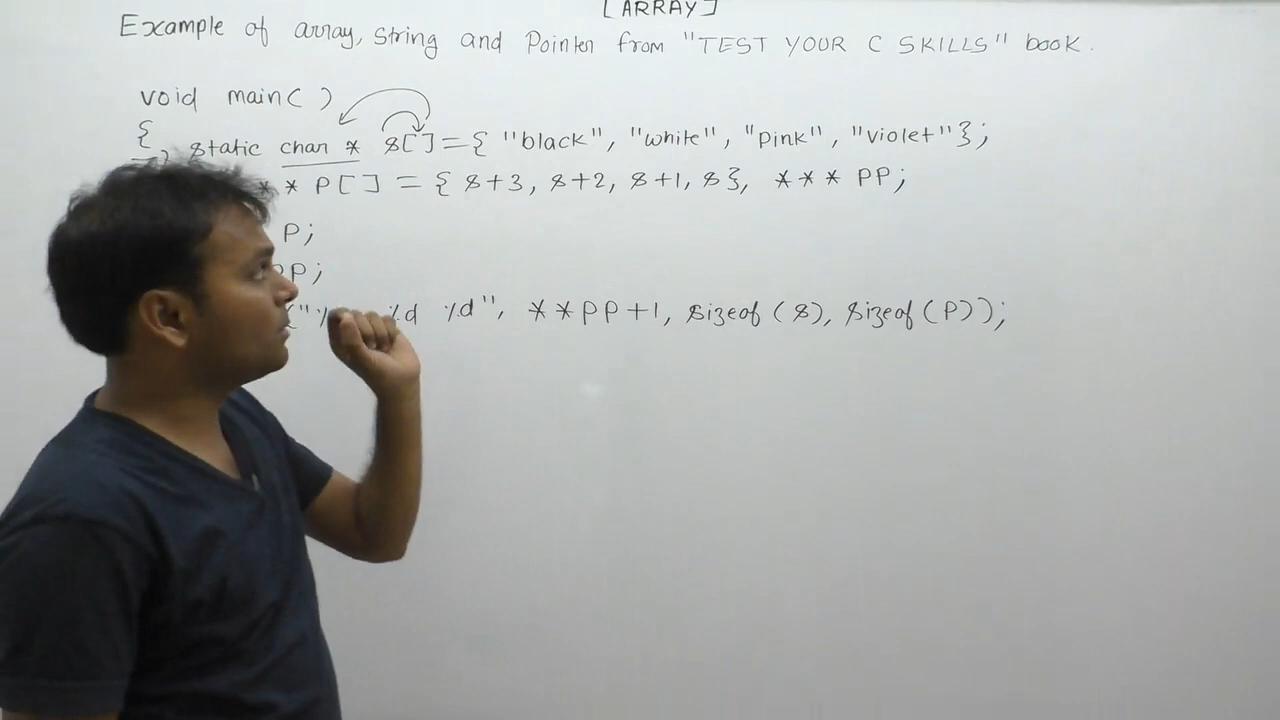 [ARRAY]
Example of array, string and Pointer from "TEST YOUR C SKILLS" book.
void main( )
{
static char * s[ ] = { "black", "white", "pink", "violet" };
* * P[ ] = { s+3, s+2, s+1, s}, * * * PP;
P;
PP;
("% %d %d", * * PP +1, sizeof (s), sizeof (P));